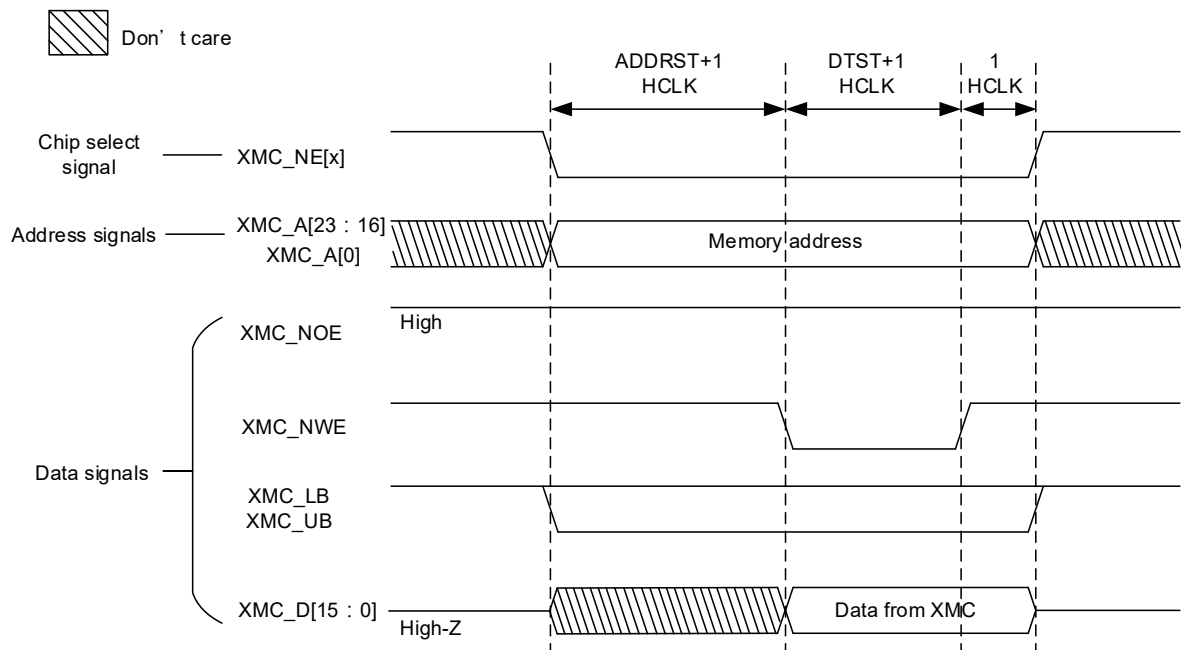 Don’ t care
ADDRST+1
HCLK
DTST+1
HCLK
1
HCLK
Chip select
signal
XMC_NE[x]
Address signals
XMC_A[23 : 16]
XMC_A[0]
Memory address
XMC_NOE
High
XMC_NWE
Data signals
XMC_LB
XMC_UB
XMC_D[15 : 0]
High-Z
Data from XMC